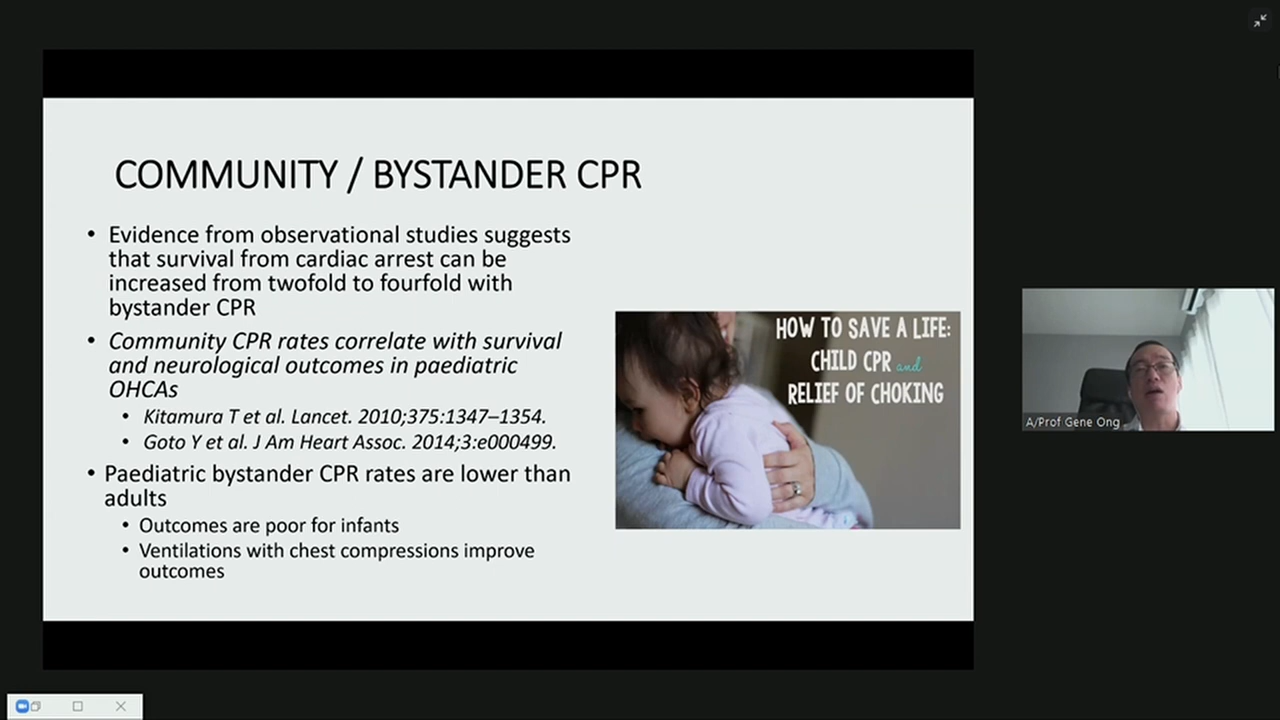 COMMUNITY / BYSTANDER CPR
• Evidence from observational studies suggests
that survival from cardiac arrest can be
increased from twofold to fourfold with
bystander CPR
• Community CPR rates correlate with survival
and neurological outcomes in paediatric
OHCAs
• Kitamura T et al. Lancet. 2010;375:1347–1354.
• Goto Y et al. J Am Heart Assoc. 2014;3:e000499.
• Paediatric bystander CPR rates are lower than
adults
• Outcomes are poor for infants
• Ventilations with chest compressions improve
outcomes
HOW TO SAVE A LIFE:
CHILD CPR and
RELIEF OF CHOKING
A/Prof Gene Ong